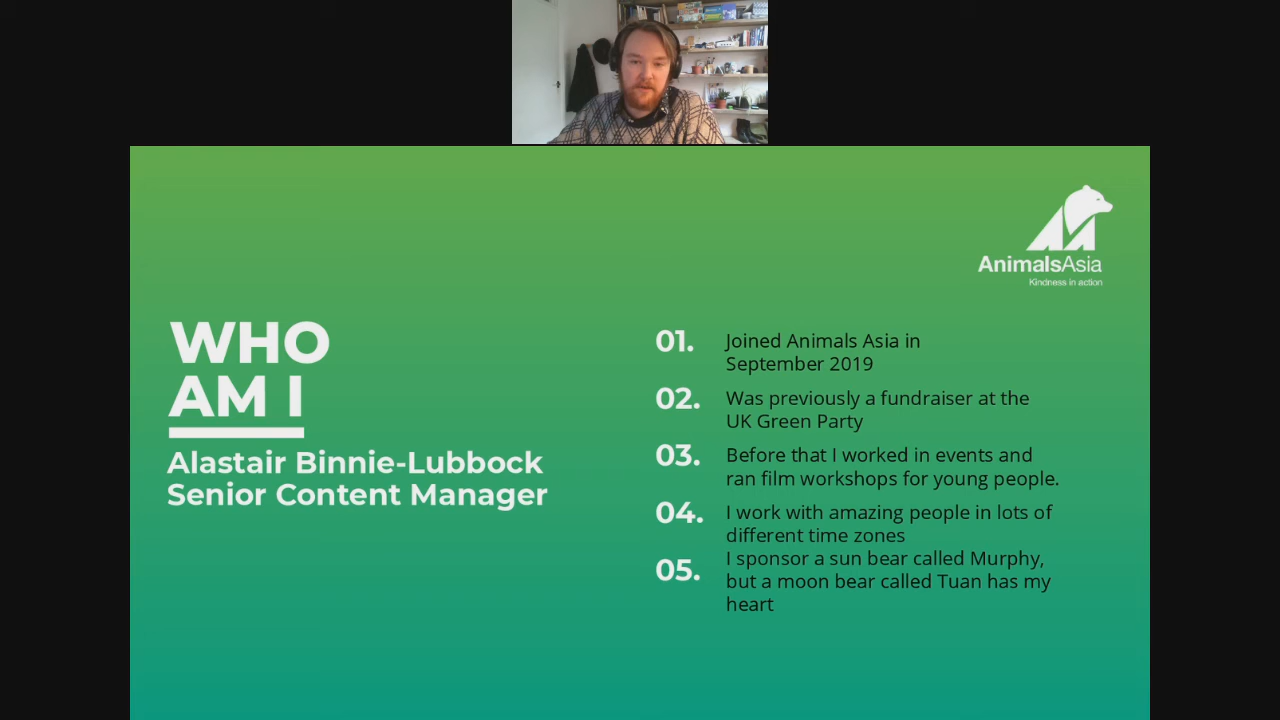 AnimalsAsia
Kindness in action
WHO
AM I
Alastair Binnie-Lubbock
Senior Content Manager
01. Joined Animals Asia in
September 2019
02. Was previously a fundraiser at the
UK Green Party
03. Before that I worked in events and
ran film workshops for young people.
04. I work with amazing people in lots of
different time zones
05. I sponsor a sun bear called Murphy,
but a moon bear called Tuan has my
heart